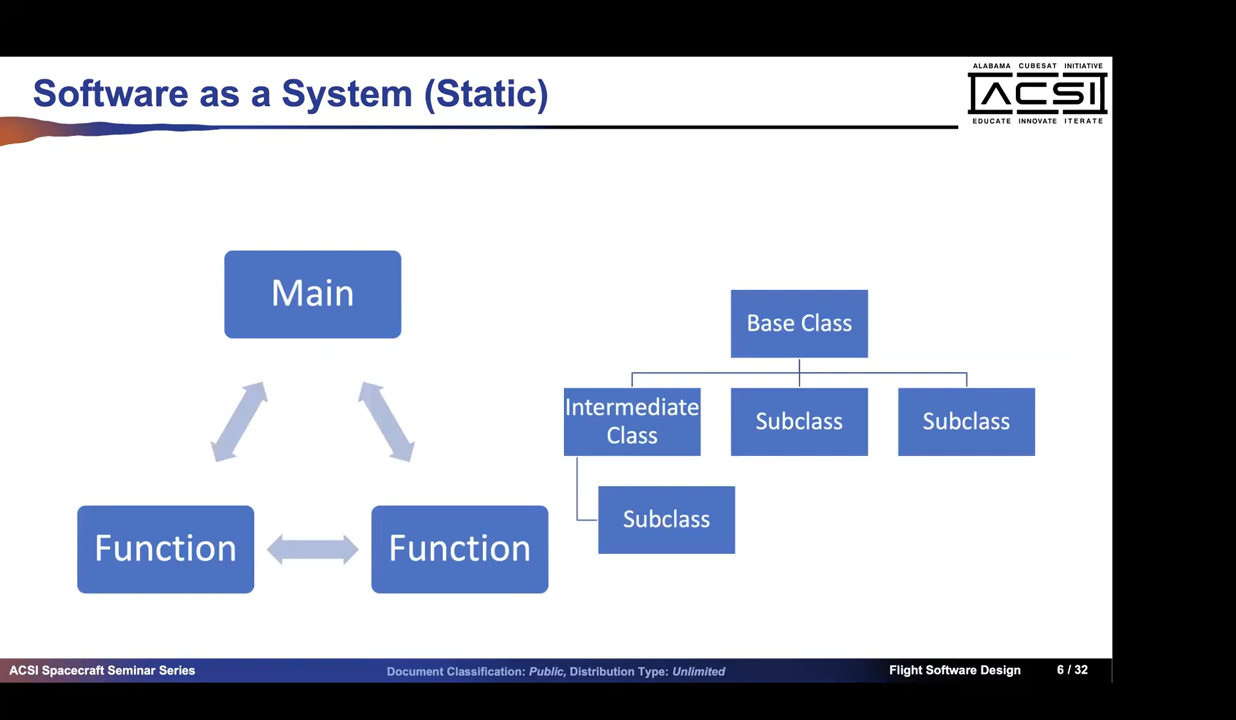 Software as a System (Static)
ALABAMA CUBESAT INITIATIVE
ACSI
EDUCATE INNOVATE ITERATE
Main
Function
Function
Base Class
Intermediate
Class
Subclass
Subclass
Subclass
ACSI Spacecraft Seminar Series
Document Classification: Public, Distribution Type: Unlimited
Flight Software Design
6 / 32